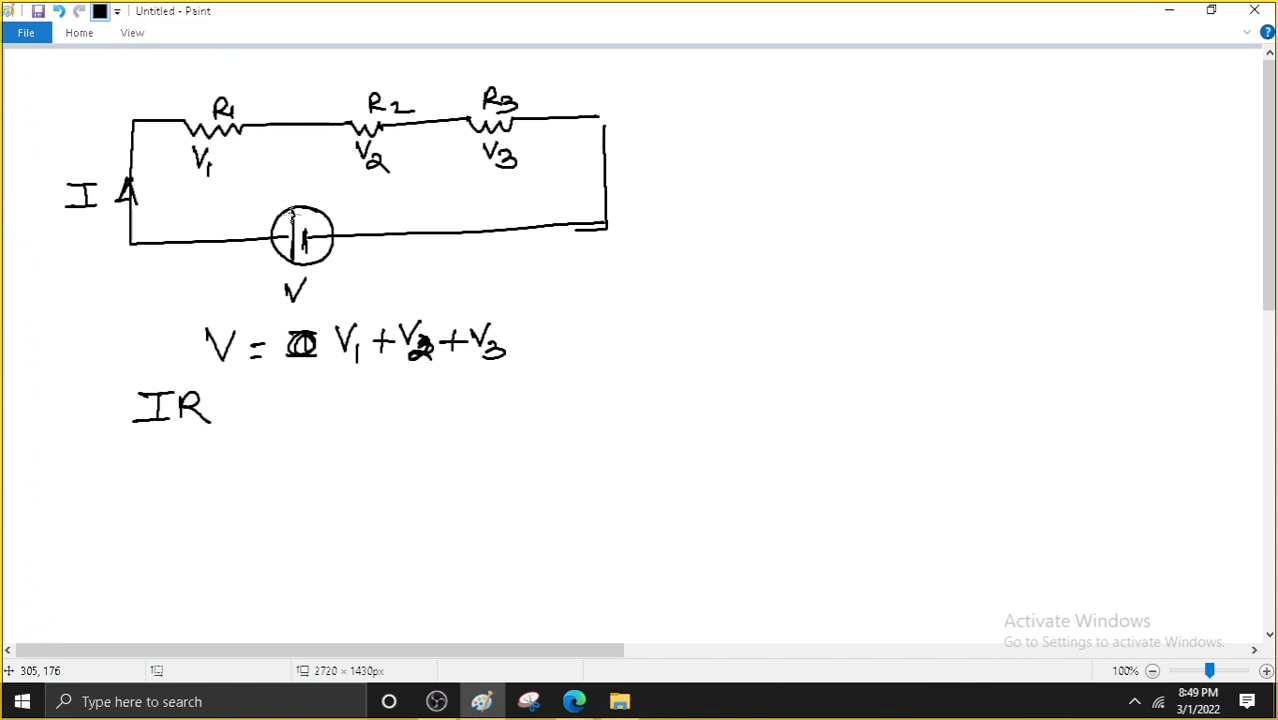 Untitled - Paint
File Home View
R1 R2 R3
V1 V2 V3
I
V
V = V1 + V2 + V3
IR
Activate Windows
Go to Settings to activate Windows.
305, 176 2720 × 1430px 100%
Type here to search
8:49 PM
3/1/2022